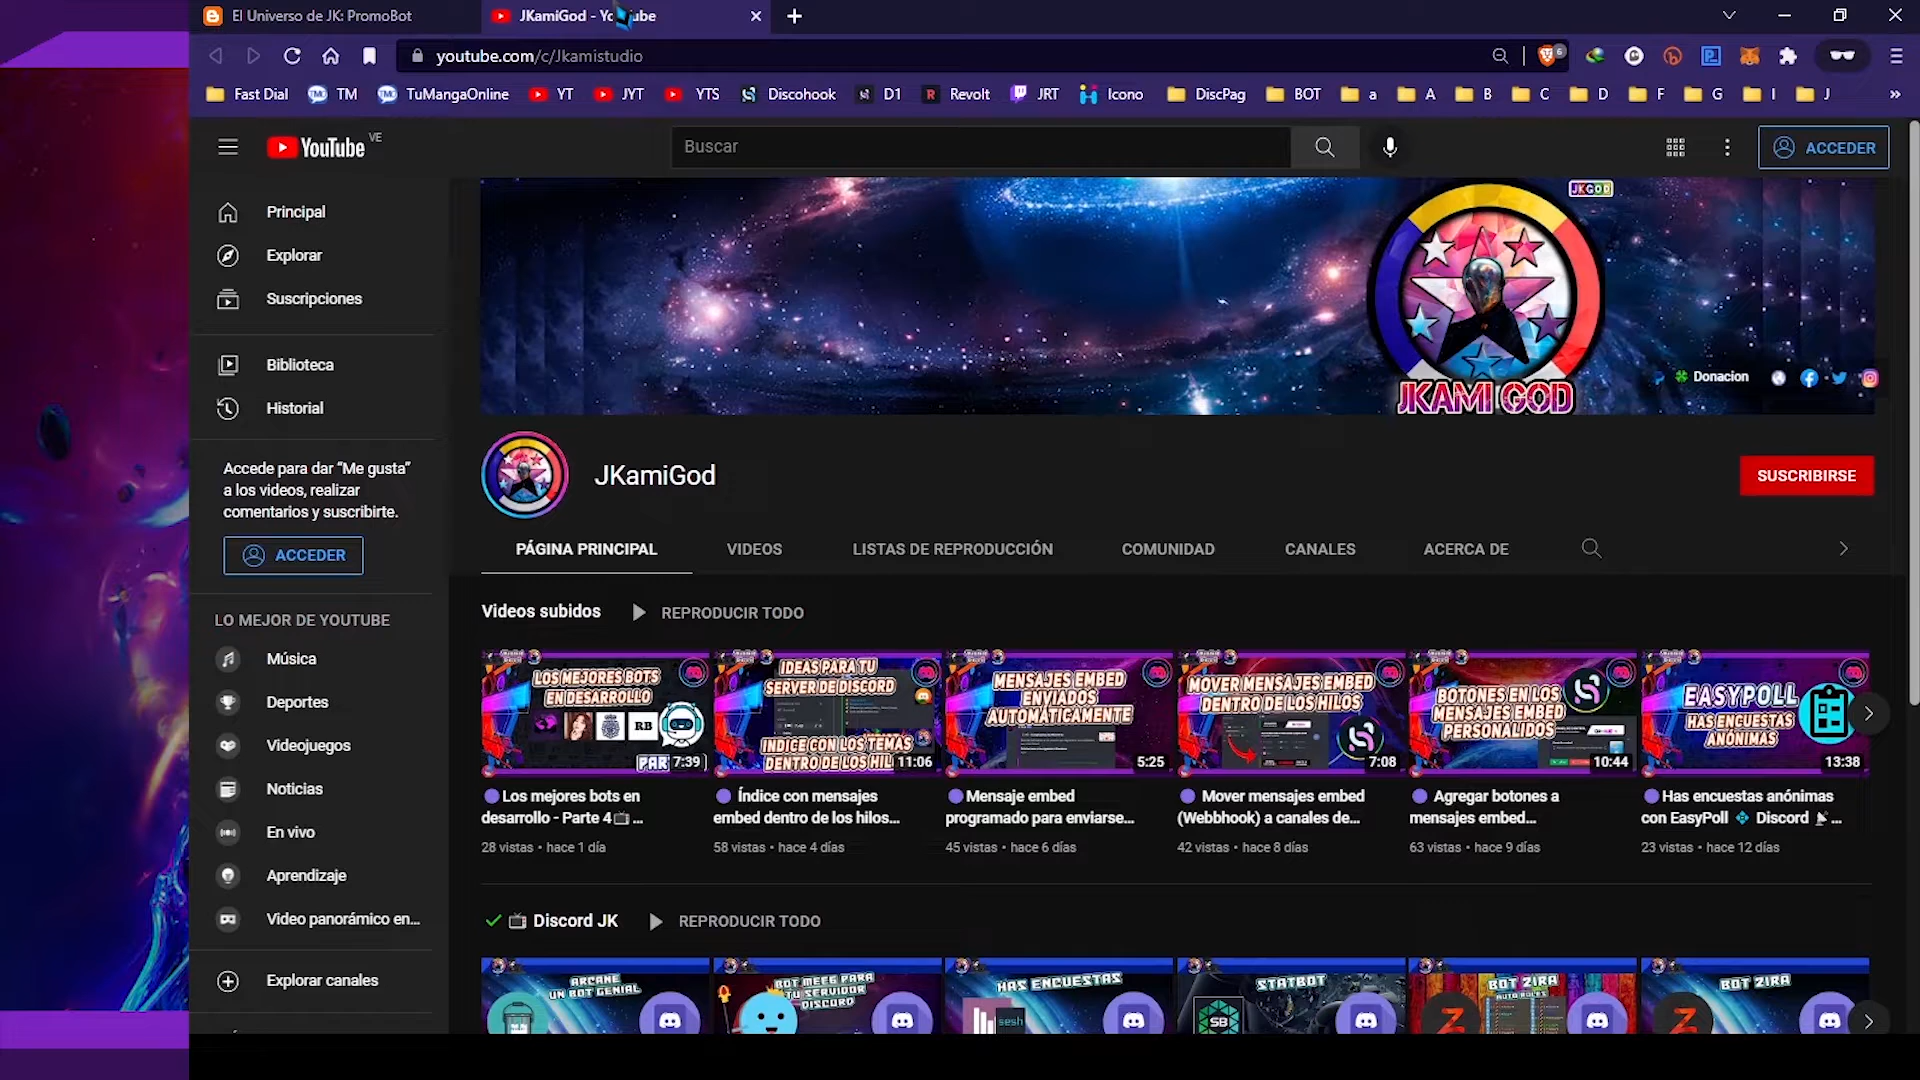 El Universo de JK: PromoBot
JKamiGod - YouTube
youtube.com/c/Jkamistudio
6
Fast Dial
TM
TuMangaOnline
YT
JYT
YTS
Discohook
D1
Revolt
JRT
Icono
DiscPag
BOT
a
A
B
C
D
F
G
I
J
»
YouTube VE
Buscar
ACCEDER
Principal
Explorar
Suscripciones
Biblioteca
Historial
Accede para dar “Me gusta”
a los videos, realizar
comentarios y suscribirte.
ACCEDER
LO MEJOR DE YOUTUBE
Música
Deportes
Videojuegos
Noticias
En vivo
Aprendizaje
Video panorámico en...
Explorar canales
JKGOD
JKAMI GOD
Donacion
JKamiGod
SUSCRIBIRSE
PÁGINA PRINCIPAL
VIDEOS
LISTAS DE REPRODUCCIÓN
COMUNIDAD
CANALES
ACERCA DE
Videos subidos
REPRODUCIR TODO
LOS MEJORES BOTS
EN DESARROLLO
RB
PAR
7:39
Los mejores bots en
desarrollo - Parte 4 ...
28 vistas • hace 1 día
IDEAS PARA TU
SERVER DE DISCORD
INDICE CON LOS TEMAS
DENTRO DE LOS HIL
11:06
Índice con mensajes
embed dentro de los hilos...
58 vistas • hace 4 días
MENSAJES EMBED
ENVIADOS
AUTOMÁTICAMENTE
5:25
Mensaje embed
programado para enviarse...
45 vistas • hace 6 días
MOVER MENSAJES EMBED
DENTRO DE LOS HILOS
7:08
Mover mensajes embed
(Webbhook) a canales de...
42 vistas • hace 8 días
BOTONES EN LOS
MENSAJES EMBED
PERSONALIDOS
10:44
Agregar botones a
mensajes embed...
63 vistas • hace 9 días
EASYPOLL
HAS ENCUESTAS
ANÓNIMAS
13:38
Has encuestas anónimas
con EasyPoll Discord ...
23 vistas • hace 12 días
Discord JK
REPRODUCIR TODO
ARCANE
UN BOT GENIAL
BOT MEE6 PARA
TU SERVIDOR
DISCORD
HAS ENCUESTAS
sesh
STATBOT
SB
BOT ZIRA
AUTO ROLES
Z
BOT ZIRA
Z